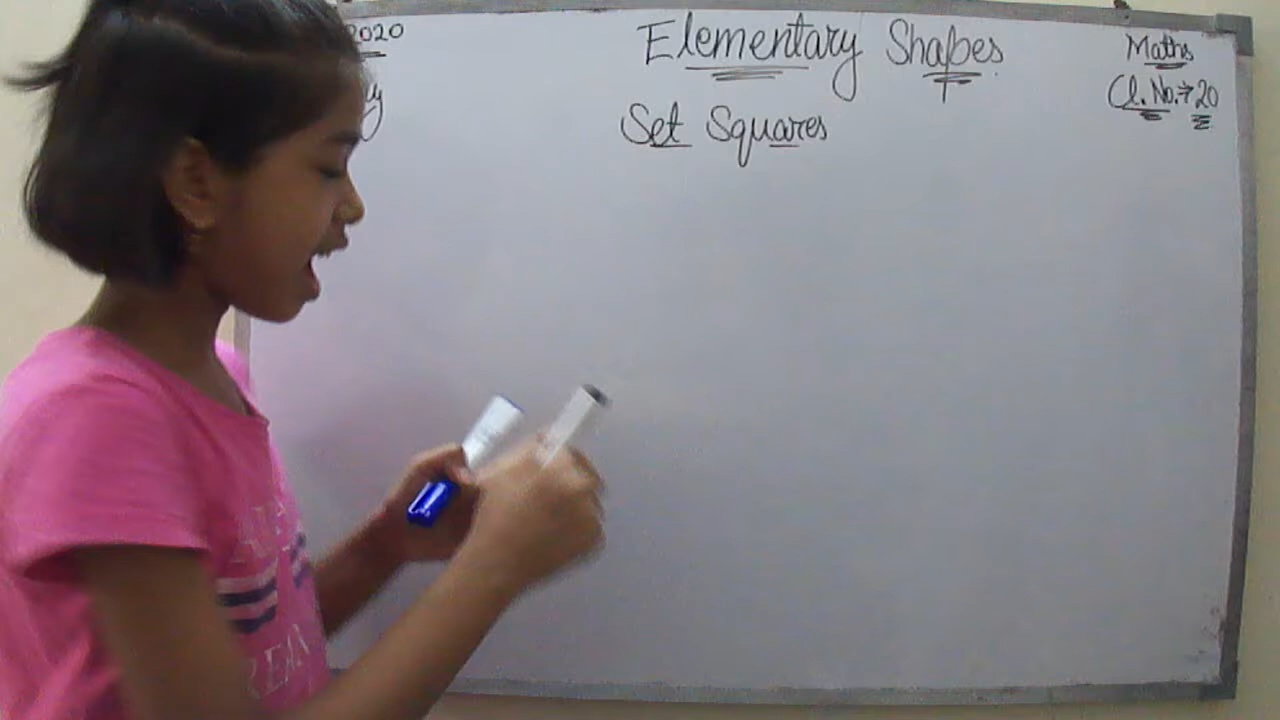 2020
Elementary Shapes
Maths
Cl. No. → 20
Set Squares